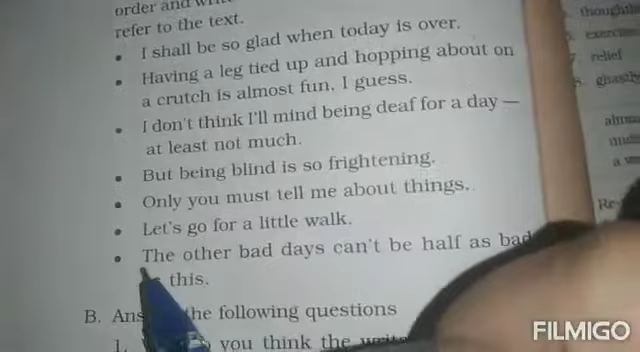 order and
refer to the text.
• I shall be so glad when today is over.
• Having a leg tied up and hopping about on
a crutch is almost fun, I guess.
• I don't think I'll mind being deaf for a day —
at least not much.
• But being blind is so frightening.
• Only you must tell me about things.
• Let's go for a little walk.
• The other bad days can't be half as bad
this.
B. the following questions
1. you think the
relief
FILMIGO